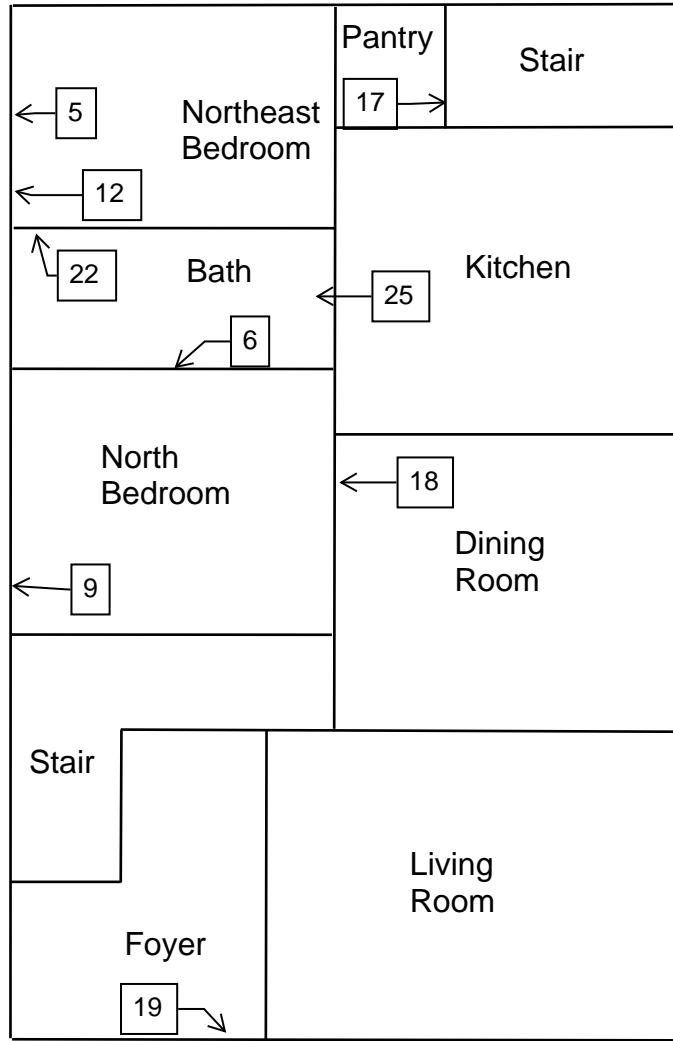 Pantry
Stair
17
5
Northeast
Bedroom
12
22
Bath
Kitchen
25
6
North
Bedroom
18
Dining
Room
9
Stair
Living
Room
Foyer
19